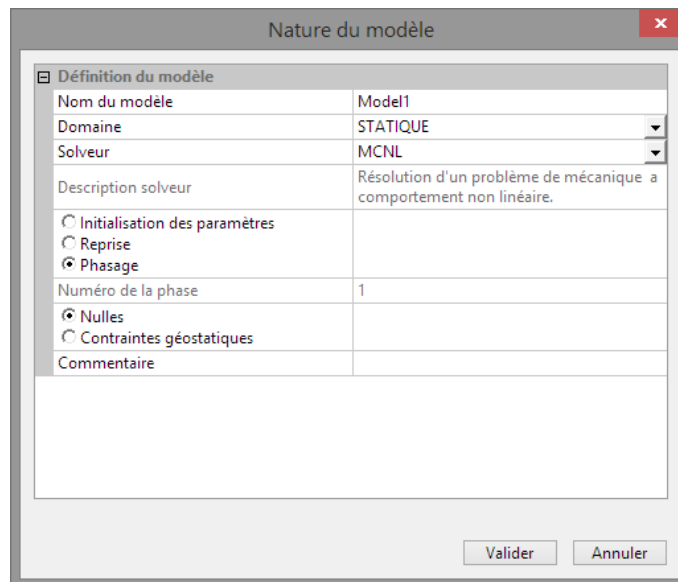 Nature du modèle
Définition du modèle
Nom du modèle Model1
Domaine STATIQUE
Solveur MCNL
Description solveur Résolution d'un problème de mécanique a
comportement non linéaire.
Initialisation des paramètres
Reprise
Phasage
Numéro de la phase 1
Nulles
Contraintes géostatiques
Commentaire
Valider Annuler